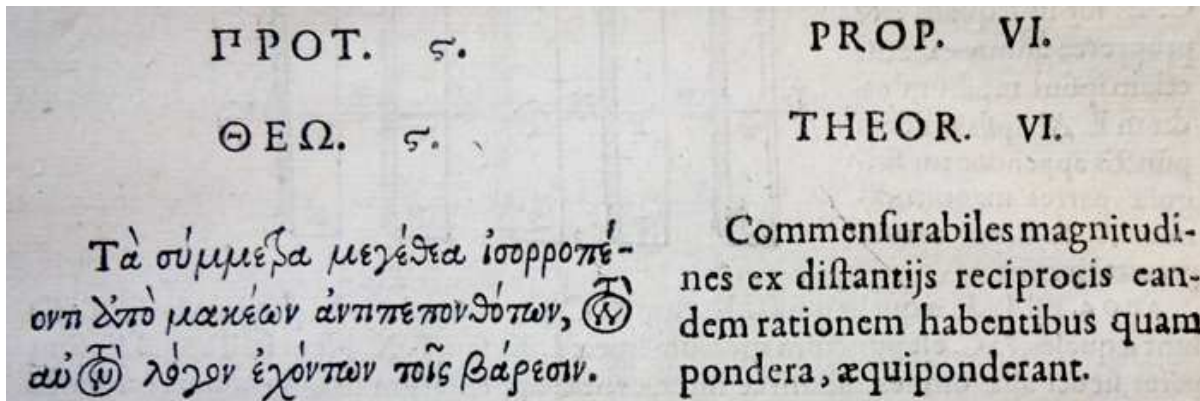 ΠΡΟΤ. ϛ.
ΘΕΩ. ϛ.
Τὰ σύμμετρα μεγέθεα ἰσορροπέ-
οντι ἀπὸ μακέων ἀντιπεπονθότων, τὸν
αὐτὸν λόγον ἐχόντων τοῖς βάρεσιν.
PROP. VI.
THEOR. VI.
Commenſurabiles magnitudi-
nes ex diſtantijs reciprocis ean-
dem rationem habentibus quam
pondera, æquiponderant.